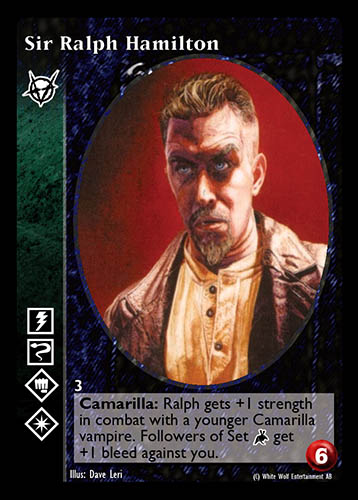 Sir Ralph Hamilton
3
Camarilla: Ralph gets +1 strength
in combat with a younger Camarilla
vampire. Followers of Set get
+1 bleed against you.
6
Illus: Dave Leri
(C) White Wolf Entertainment AB